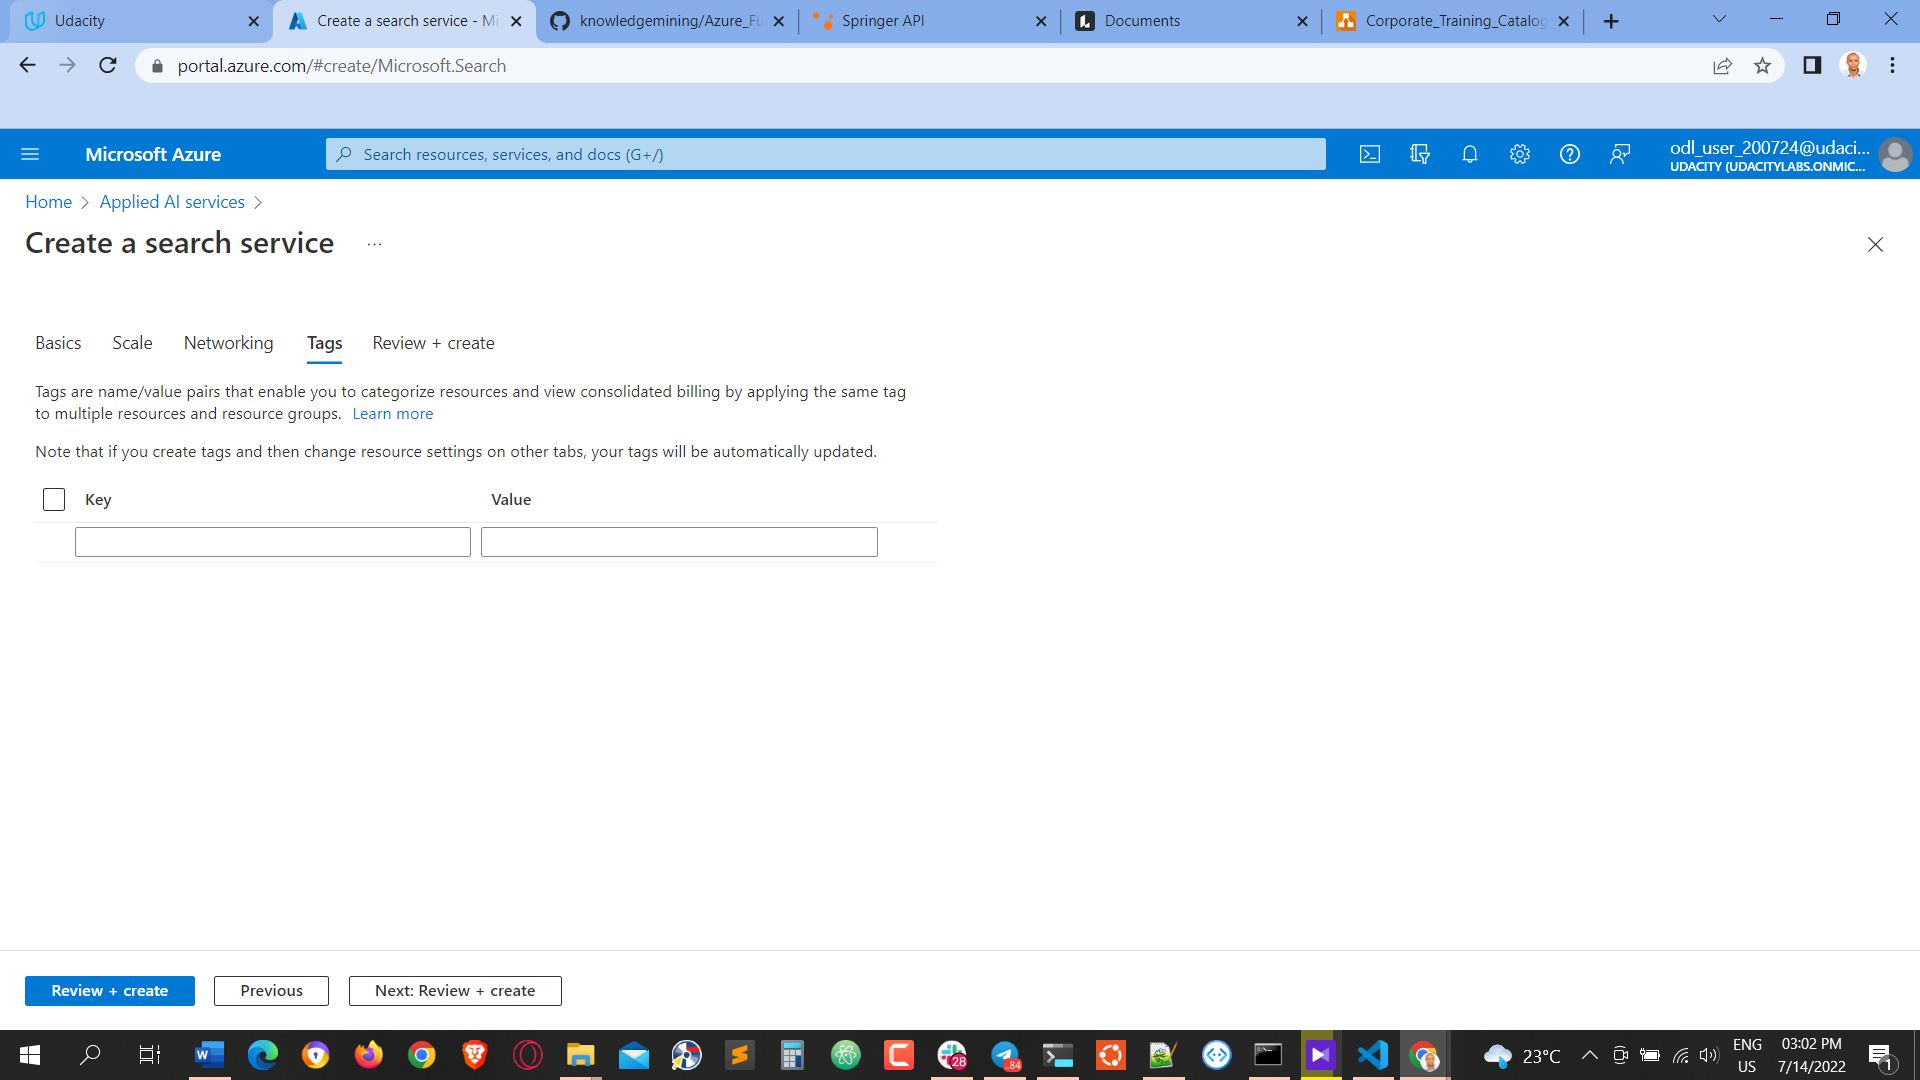 Udacity
Create a search service - Mi
knowledgemining/Azure_Fu
Springer API
Documents
Corporate_Training_Catalog
portal.azure.com/#create/Microsoft.Search
Microsoft Azure
Search resources, services, and docs (G+/)
odl_user_200724@udaci...
UDACITY (UDACITYLABS.ONMIC...
Home > Applied AI services >
Create a search service ...
Basics Scale Networking Tags Review + create
Tags are name/value pairs that enable you to categorize resources and view consolidated billing by applying the same tag
to multiple resources and resource groups. Learn more
Note that if you create tags and then change resource settings on other tabs, your tags will be automatically updated.
Key Value
Review + create
Previous
Next: Review + create
28
84
23°C
ENG
US
03:02 PM
7/14/2022
1